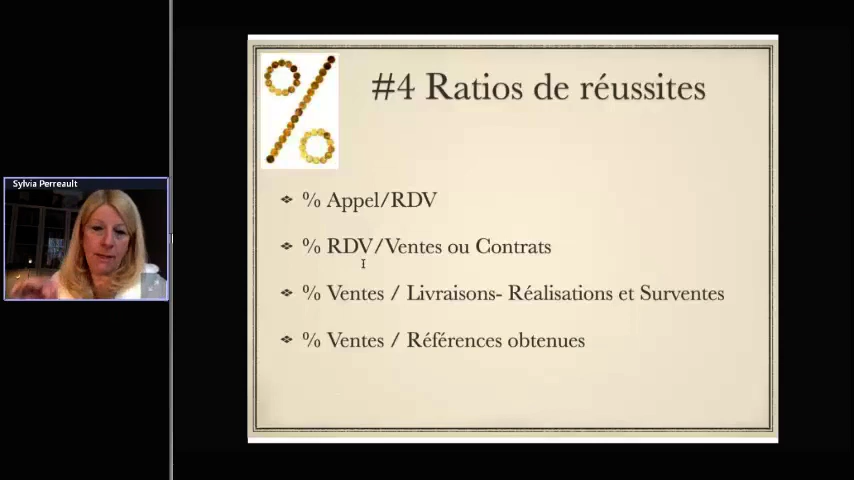 Sylvia Perreault
%
#4 Ratios de réussites
% Appel/RDV
% RDV/Ventes ou Contrats
% Ventes / Livraisons- Réalisations et Surventes
% Ventes / Références obtenues